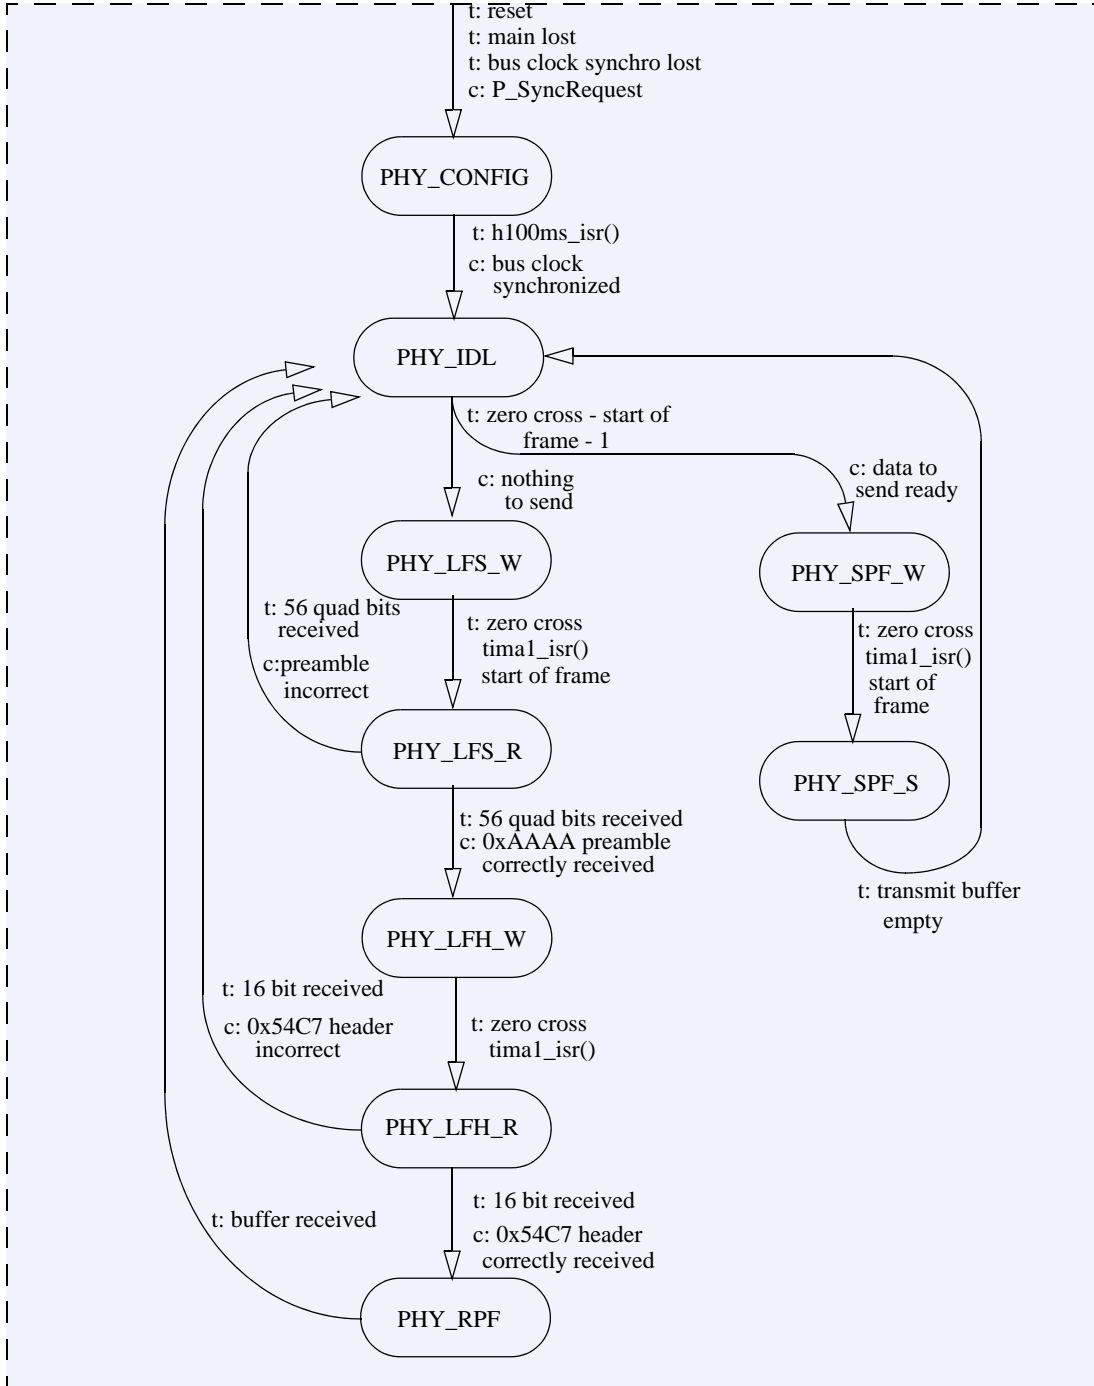 t: reset
t: main lost
t: bus clock synchro lost
c: P_SyncRequest
PHY_CONFIG
t: h100ms_isr()
c: bus clock
synchronized
PHY_IDL
t: zero cross - start of
frame - 1
c: nothing
to send
c: data to
send ready
PHY_LFS_W
PHY_SPF_W
t: 56 quad bits
received
c:preamble
incorrect
t: zero cross
tima1_isr()
start of frame
t: zero cross
tima1_isr()
start of
frame
PHY_LFS_R
PHY_SPF_S
t: 56 quad bits received
c: 0xAAAA preamble
correctly received
t: transmit buffer
empty
PHY_LFH_W
t: 16 bit received
c: 0x54C7 header
incorrect
t: zero cross
tima1_isr()
PHY_LFH_R
t: 16 bit received
c: 0x54C7 header
correctly received
t: buffer received
PHY_RPF